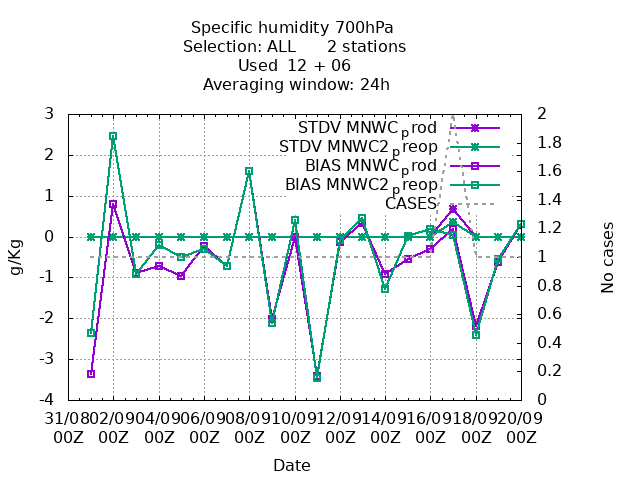 Specific humidity 700hPa
Selection: ALL 2 stations
Used 12 + 06
Averaging window: 24h
STDV MNWC_prod
STDV MNWC2_preop
BIAS MNWC_prod
BIAS MNWC2_preop
CASES
g/Kg
3
2
1
0
-1
-2
-3
-4
2
1.8
1.6
1.4
1.2
1
0.8
0.6
0.4
0.2
0
No cases
31/08 02/09 04/09 06/09 08/09 10/09 12/09 14/09 16/09 18/09 20/09
00Z 00Z 00Z 00Z 00Z 00Z 00Z 00Z 00Z 00Z 00Z
Date